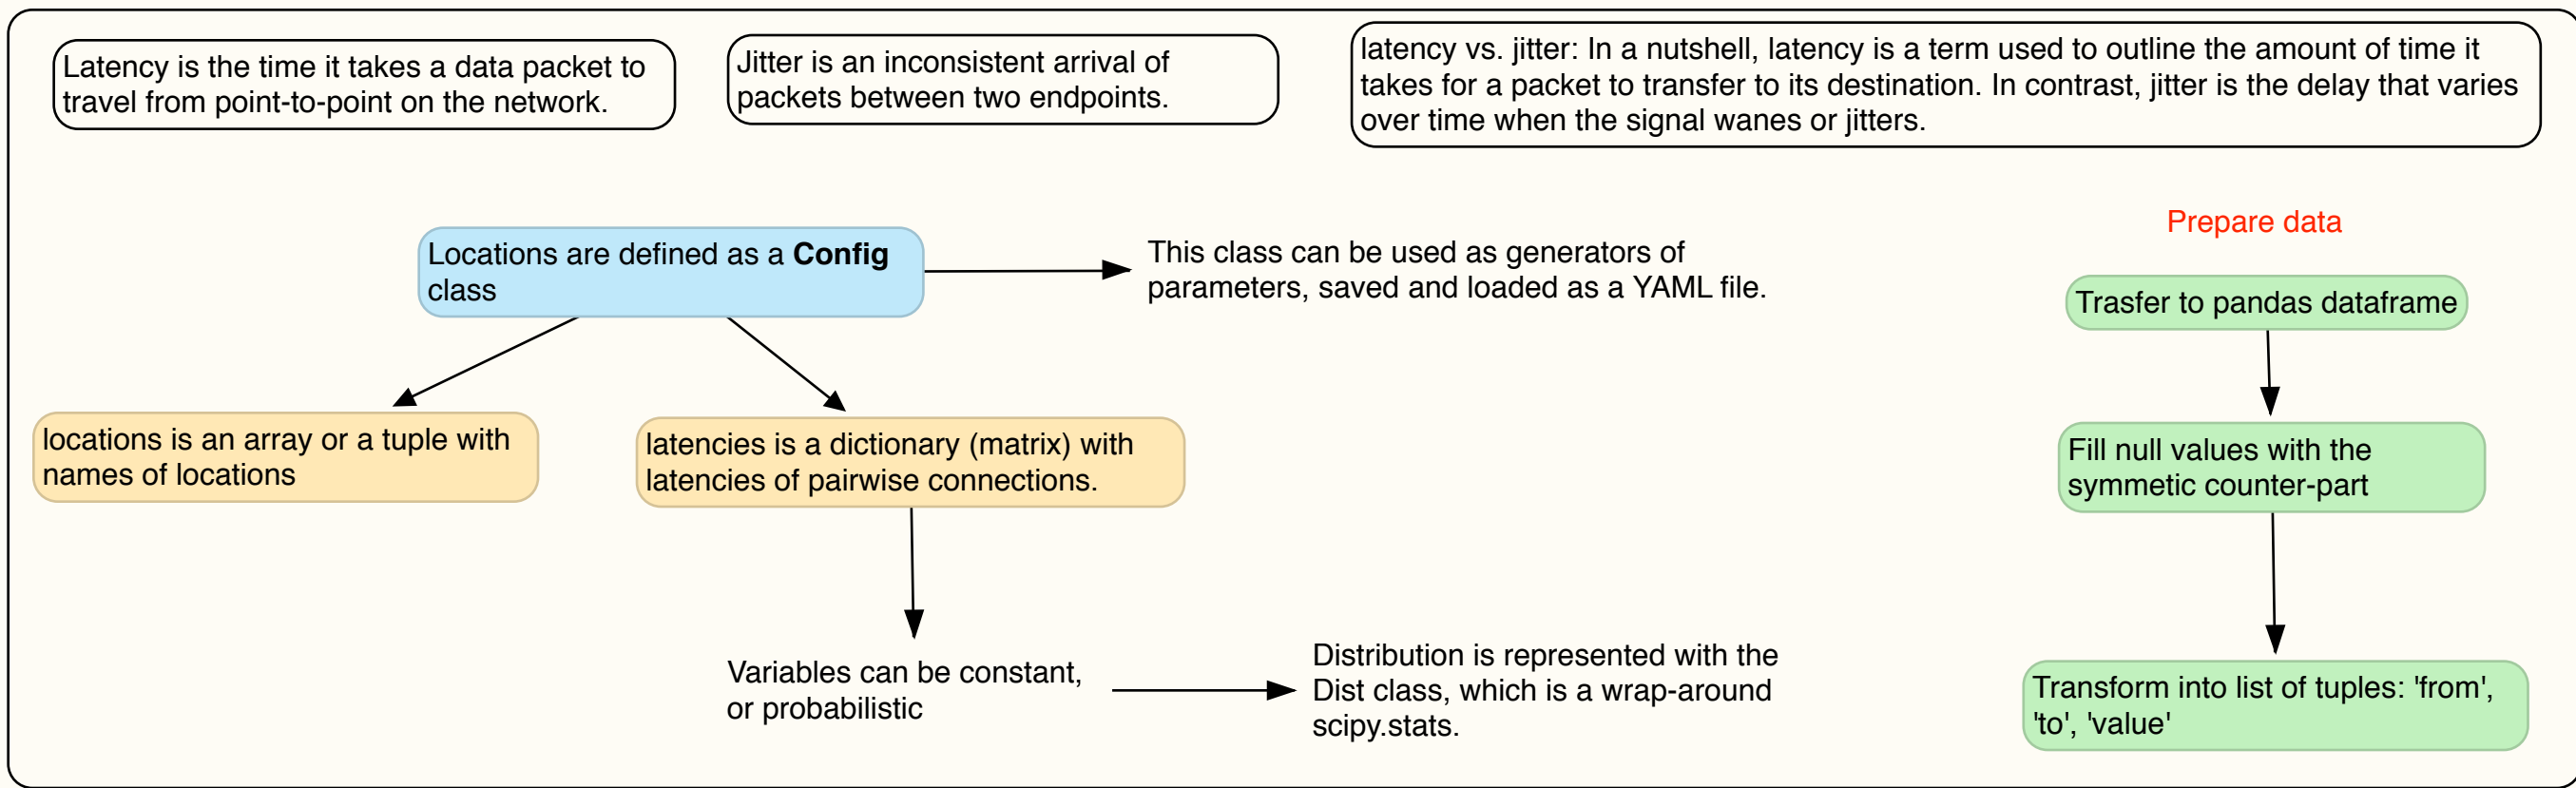 Latency is the time it takes a data packet to
travel from point-to-point on the network.
Jitter is an inconsistent arrival of
packets between two endpoints.
latency vs. jitter: In a nutshell, latency is a term used to outline the amount of time it
takes for a packet to transfer to its destination. In contrast, jitter is the delay that varies
over time when the signal wanes or jitters.
Locations are defined as a Config
class
This class can be used as generators of
parameters, saved and loaded as a YAML file.
locations is an array or a tuple with
names of locations
latencies is a dictionary (matrix) with
latencies of pairwise connections.
Variables can be constant,
or probabilistic
Distribution is represented with the
Dist class, which is a wrap-around
scipy.stats.
Prepare data
Trasfer to pandas dataframe
Fill null values with the
symmetic counter-part
Transform into list of tuples: 'from',
'to', 'value'